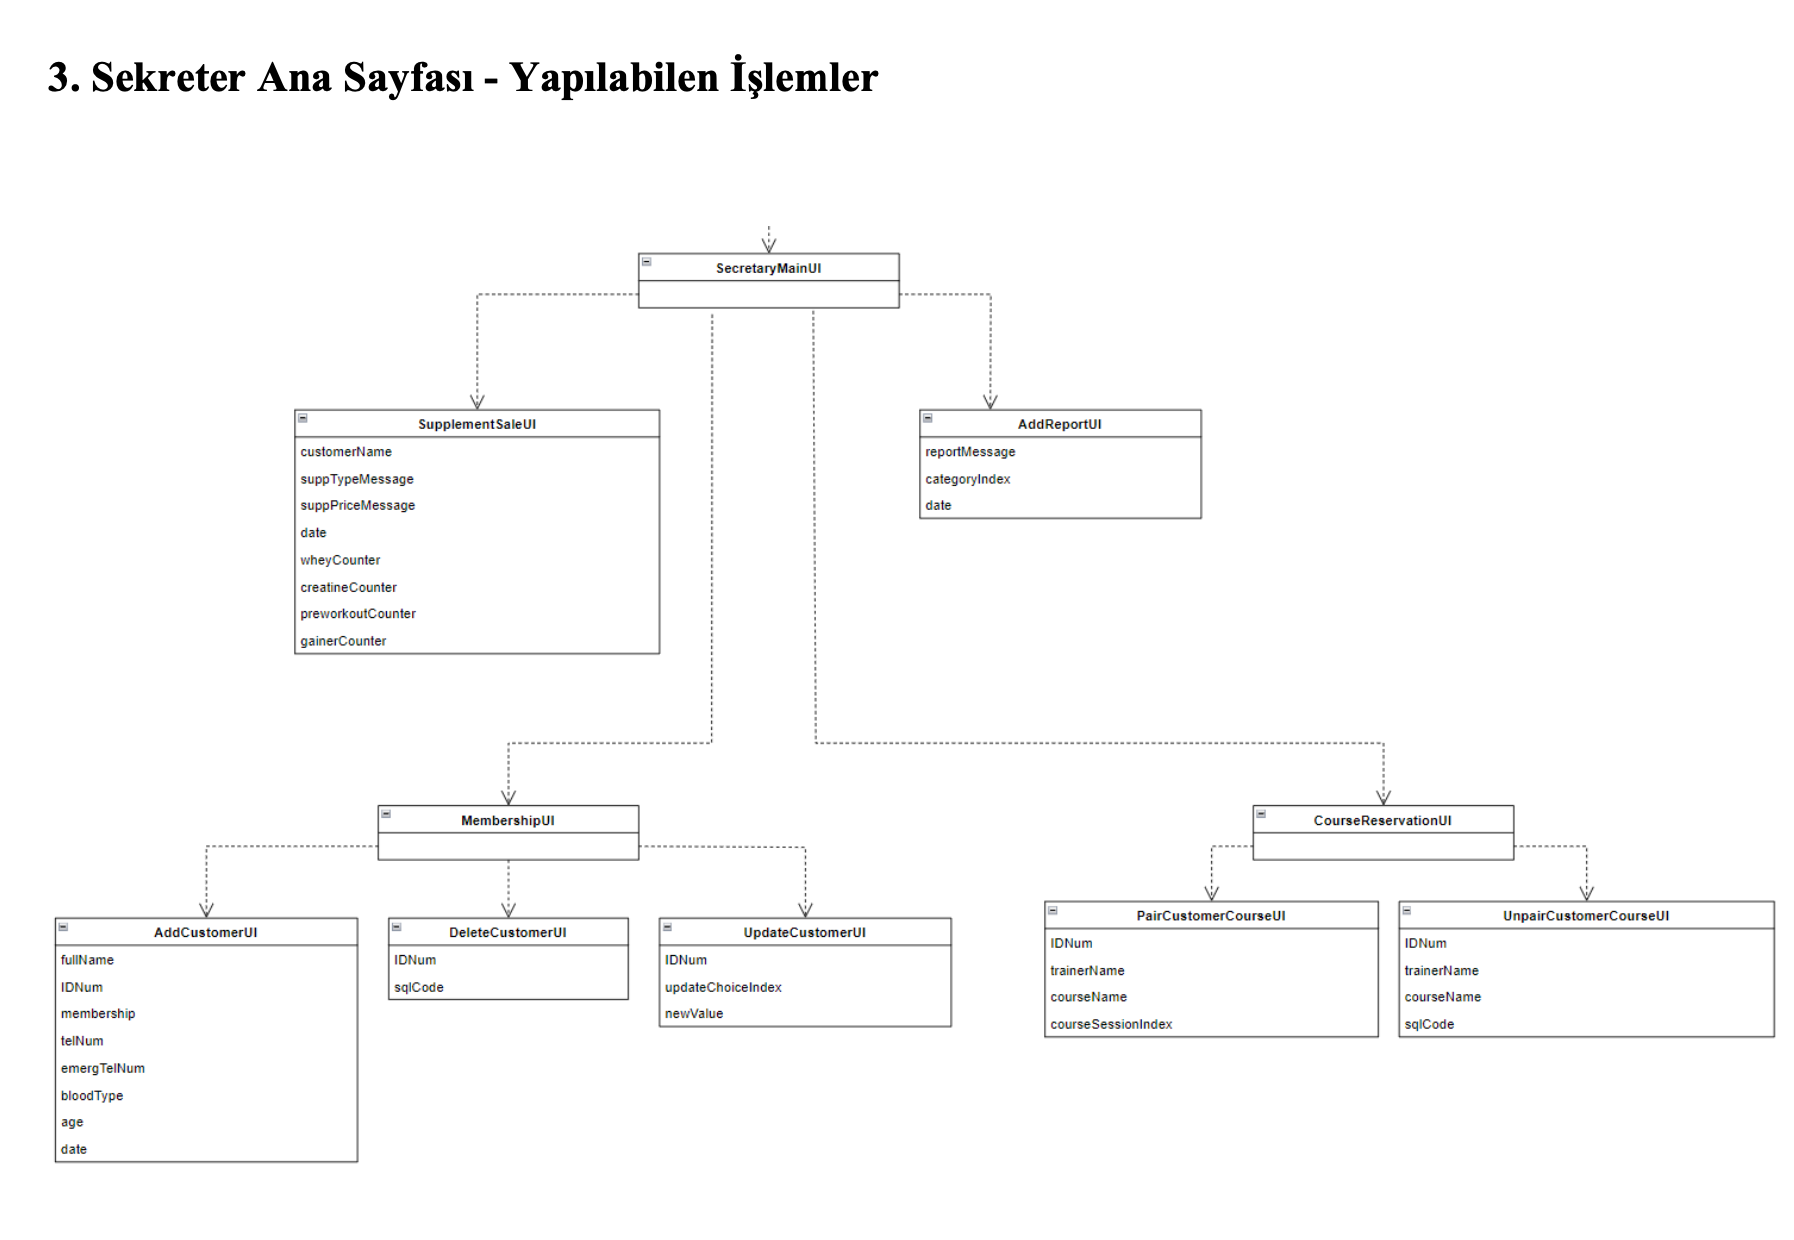 3. Sekreter Ana Sayfası - Yapılabilen İşlemler
SecretaryMainUI
SupplementSaleUI
customerName
suppTypeMessage
suppPriceMessage
date
wheyCounter
creatineCounter
preworkoutCounter
gainerCounter
AddReportUI
reportMessage
categoryIndex
date
MembershipUI
CourseReservationUI
AddCustomerUI
fullName
IDNum
membership
telNum
emergTelNum
bloodType
age
date
DeleteCustomerUI
IDNum
sqlCode
UpdateCustomerUI
IDNum
updateChoiceIndex
newValue
PairCustomerCourseUI
IDNum
trainerName
courseName
courseSessionIndex
UnpairCustomerCourseUI
IDNum
trainerName
courseName
sqlCode